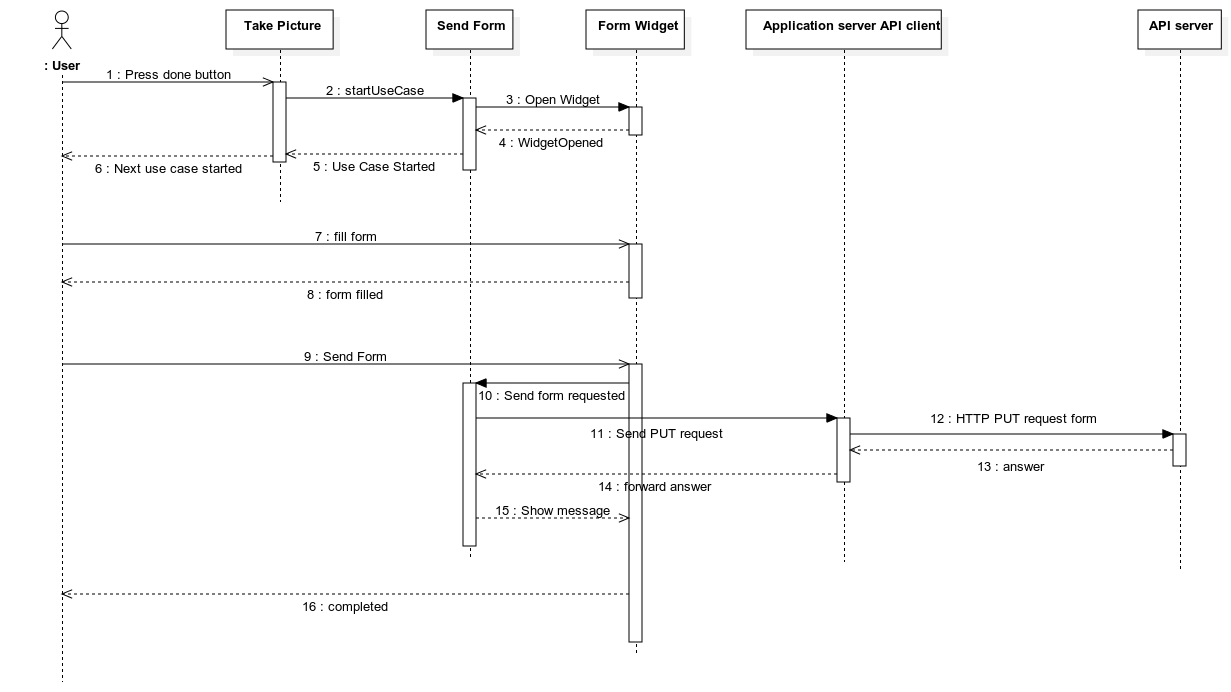 Take Picture
Send Form
Form Widget
Application server API client
API server
: User
1 : Press done button
2 : startUseCase
3 : Open Widget
4 : WidgetOpened
5 : Use Case Started
6 : Next use case started
7 : fill form
8 : form filled
9 : Send Form
10 : Send form requested
11 : Send PUT request
12 : HTTP PUT request form
13 : answer
14 : forward answer
15 : Show message
16 : completed